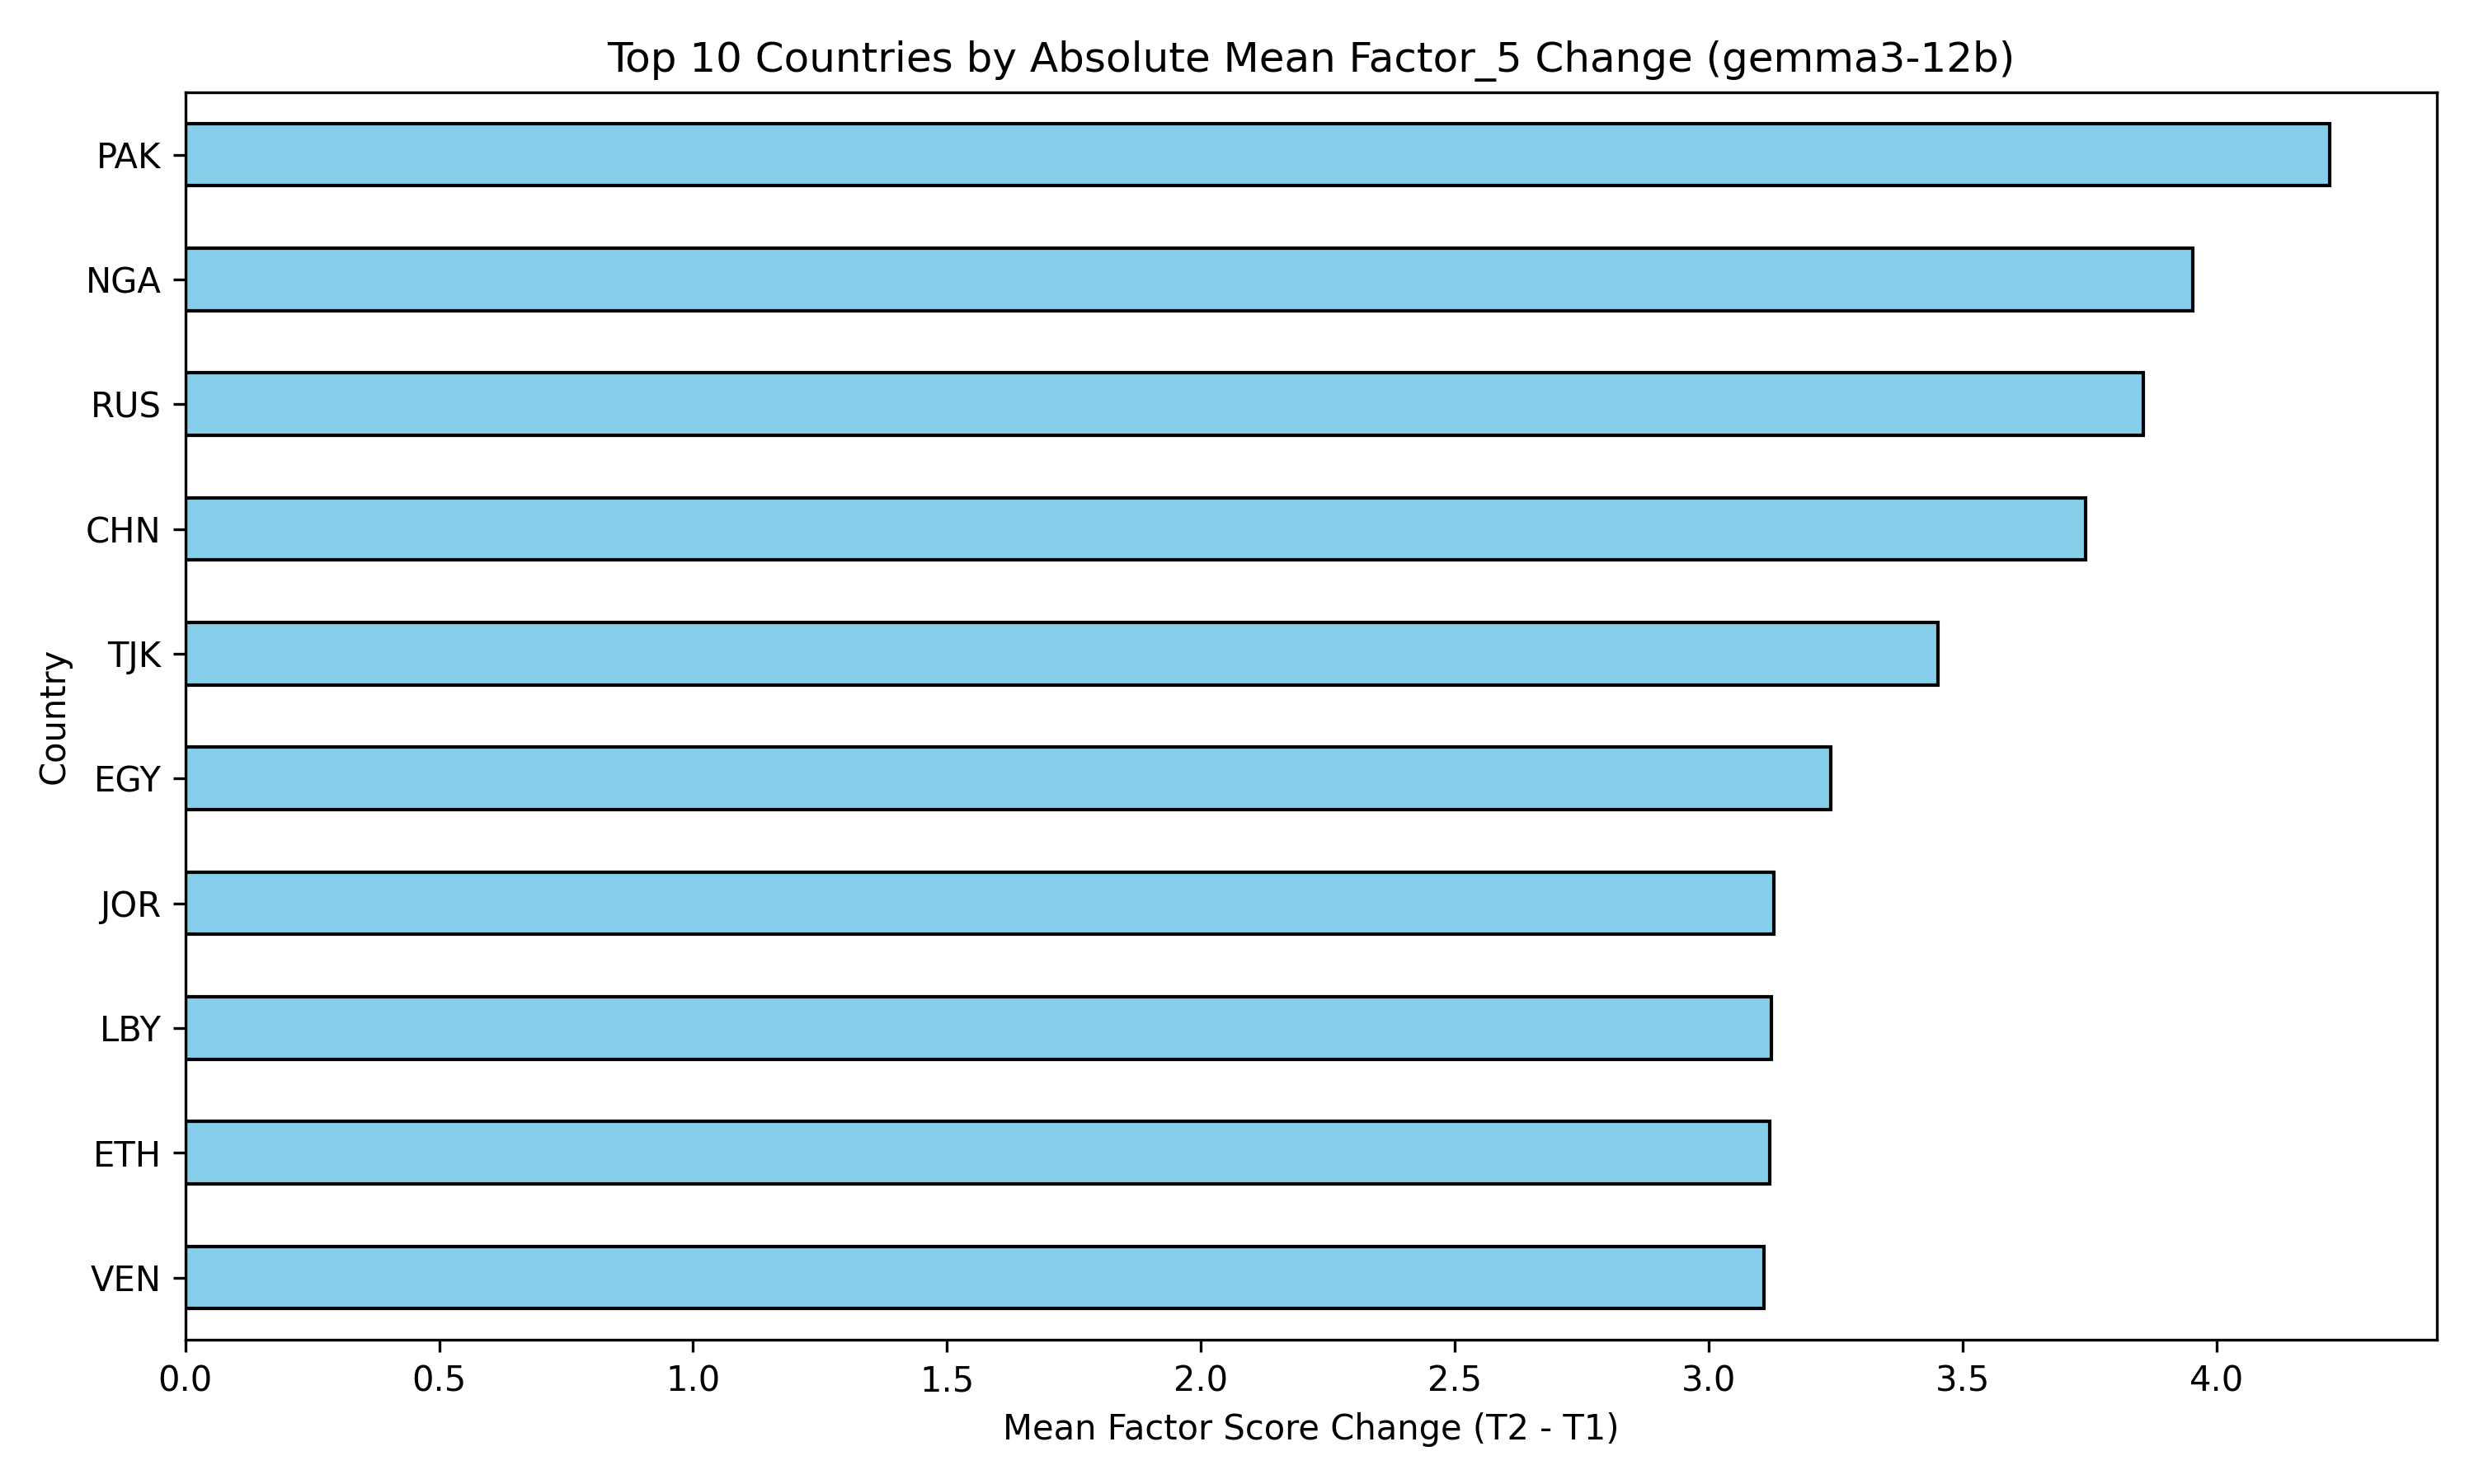 Top 10 Countries by Absolute Mean Factor_5 Change (gemma3-12b)
PAK
NGA
RUS
CHN
TJK
EGY
JOR
LBY
ETH
VEN
Country
0.0 0.5 1.0 1.5 2.0 2.5 3.0 3.5 4.0
Mean Factor Score Change (T2 - T1)